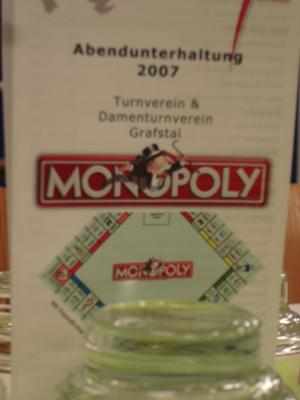 Abendunterhaltung
2007
Turnverein &
Damenturnverein
Grafstal
MONOPOLY
MONOPOLY